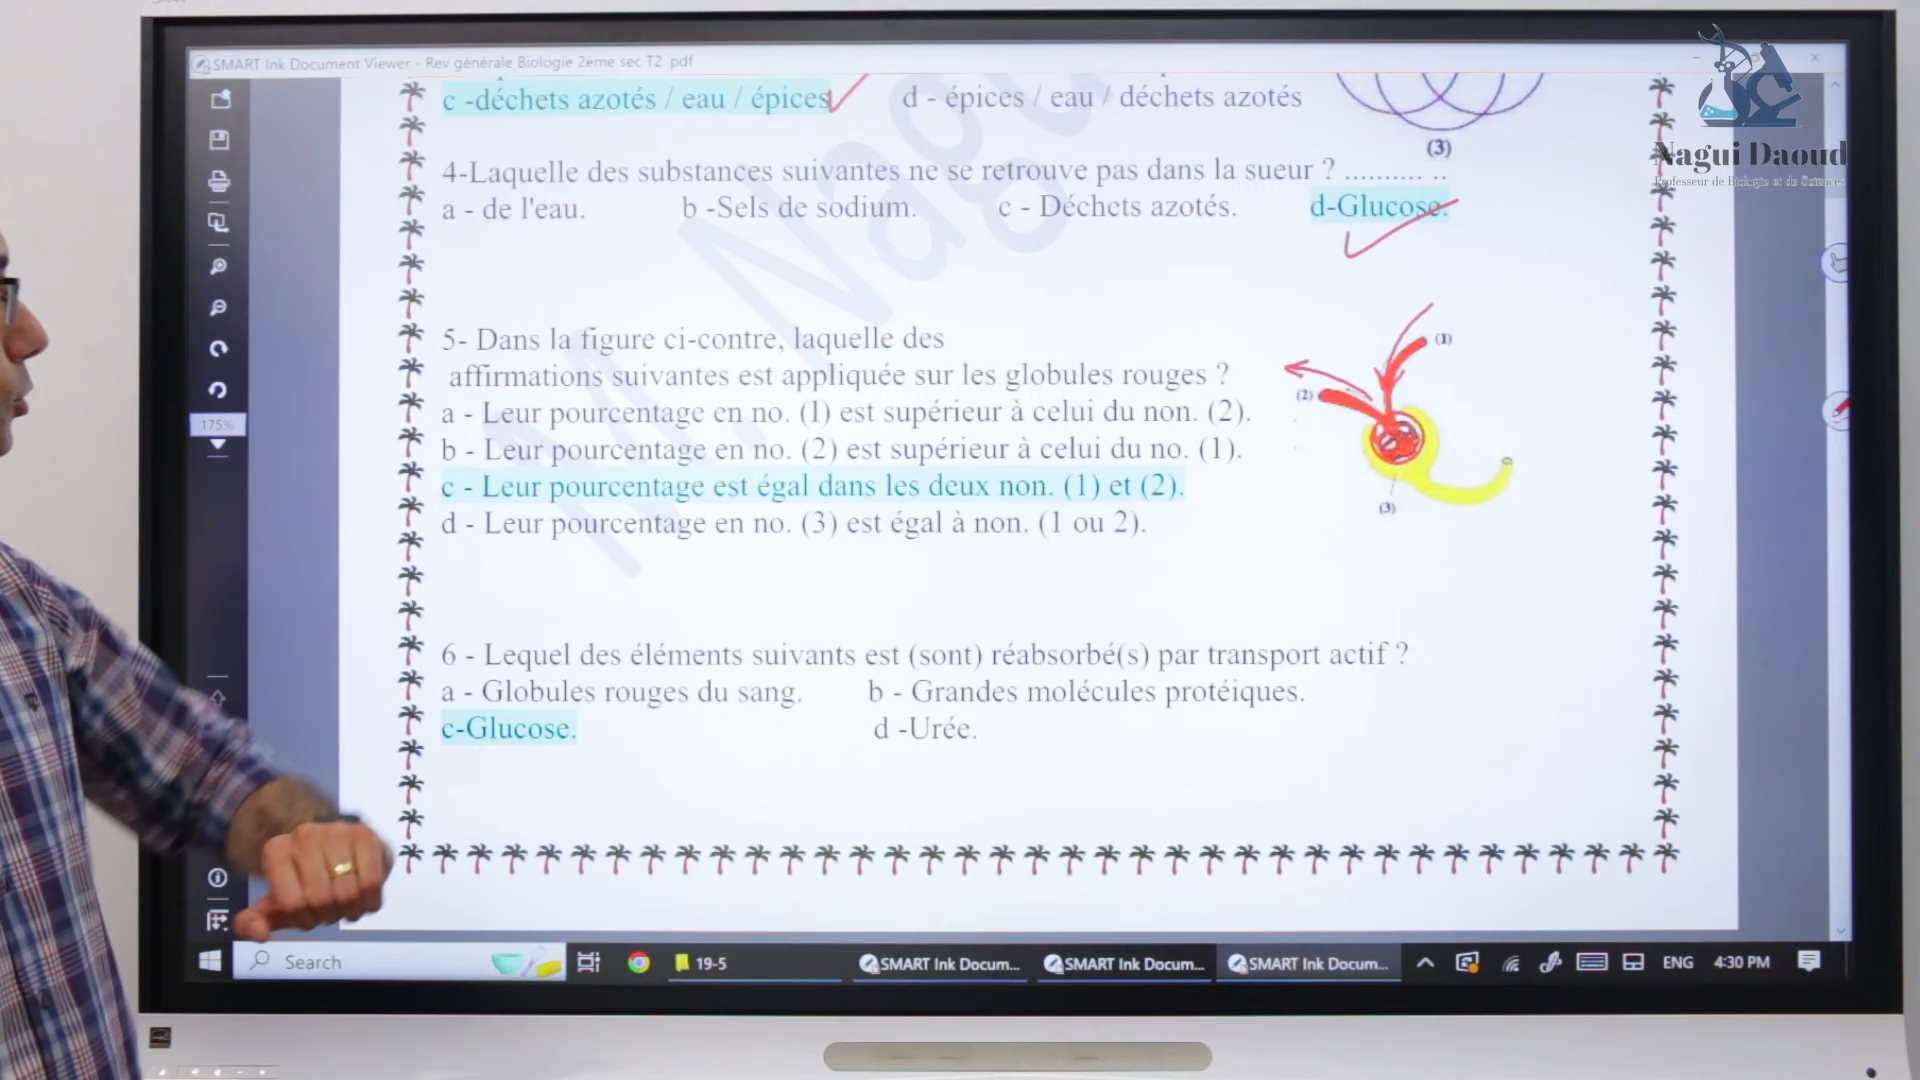 SMART Ink Document Viewer - Rev générale Biologie 2ème sec T2 .pdf
c -déchets azotés / eau / épices d - épices / eau / déchets azotés
(3)
Nagui Daoud
Professeur de Biologie et de Sciences
4-Laquelle des substances suivantes ne se retrouve pas dans la sueur ? .......... ..
a - de l'eau. b -Sels de sodium. c - Déchets azotés. d-Glucose.
5- Dans la figure ci-contre, laquelle des
affirmations suivantes est appliquée sur les globules rouges ?
a - Leur pourcentage en no. (1) est supérieur à celui du non. (2).
b - Leur pourcentage en no. (2) est supérieur à celui du no. (1).
c - Leur pourcentage est égal dans les deux non. (1) et (2).
d - Leur pourcentage en no. (3) est égal à non. (1 ou 2).
(1)
(2)
(3)
175%
6 - Lequel des éléments suivants est (sont) réabsorbé(s) par transport actif ?
a - Globules rouges du sang. b - Grandes molécules protéiques.
c-Glucose. d -Urée.
M. Nagui
Search 19-5 SMART Ink Docum... SMART Ink Docum... SMART Ink Docum... ENG 4:30 PM